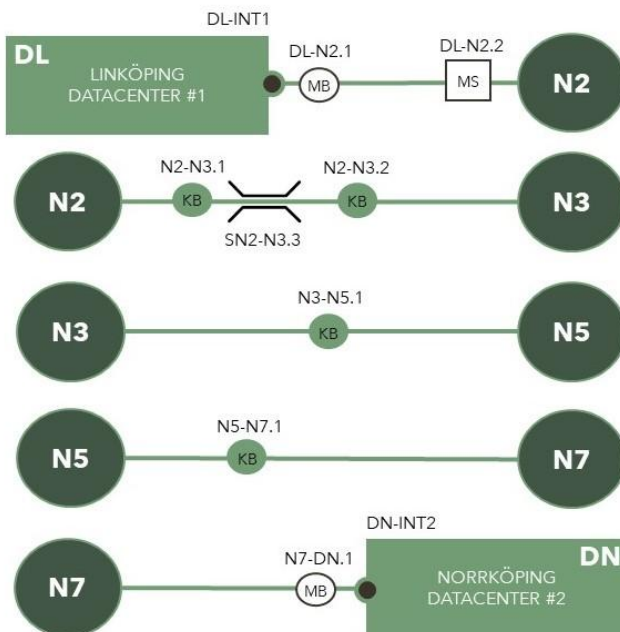 DL-INT1
DL
DL-N2.1
DL-N2.2
LINKÖPING
DATACENTER #1
MB
MS
N2
N2-N3.1
N2-N3.2
N2
KB
KB
N3
SN2-N3.3
N3-N5.1
N3
KB
N5
N5-N7.1
N5
KB
N7
DN-INT2
N7-DN.1
DN
N7
MB
NORRKÖPING
DATACENTER #2